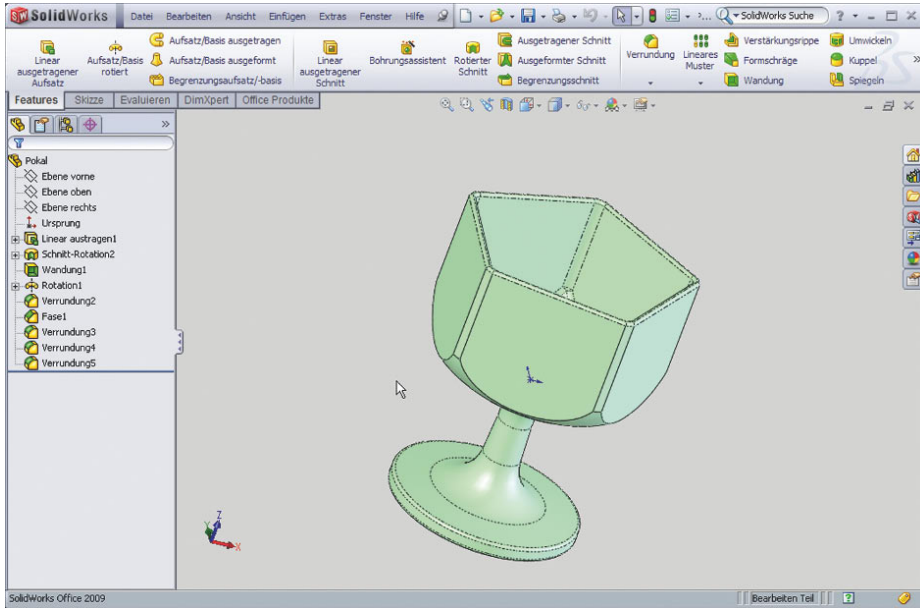 SolidWorks Datei Bearbeiten Ansicht Einfügen Extras Fenster Hilfe SolidWorks Suche
Linear ausgetragener Aufsatz
Aufsatz/Basis rotiert
Aufsatz/Basis ausgetragen
Aufsatz/Basis ausgeformt
Begrenzungsaufsatz/-basis
Linear ausgetragener Schnitt
Bohrungsassistent
Rotierter Schnitt
Ausgetragener Schnitt
Ausgeformter Schnitt
Begrenzungsschnitt
Verrundung
Lineares Muster
Verstärkungsrippe
Formschräge
Wandung
Umwickeln
Kuppel
Spiegeln
Features Skizze Evaluieren DimXpert Office Produkte
Pokal
Ebene vorne
Ebene oben
Ebene rechts
Ursprung
Linear austragen1
Schnitt-Rotation2
Wandung1
Rotation1
Verrundung2
Fase1
Verrundung3
Verrundung4
Verrundung5
Z
Y
X
SolidWorks Office 2009 Bearbeiten Teil